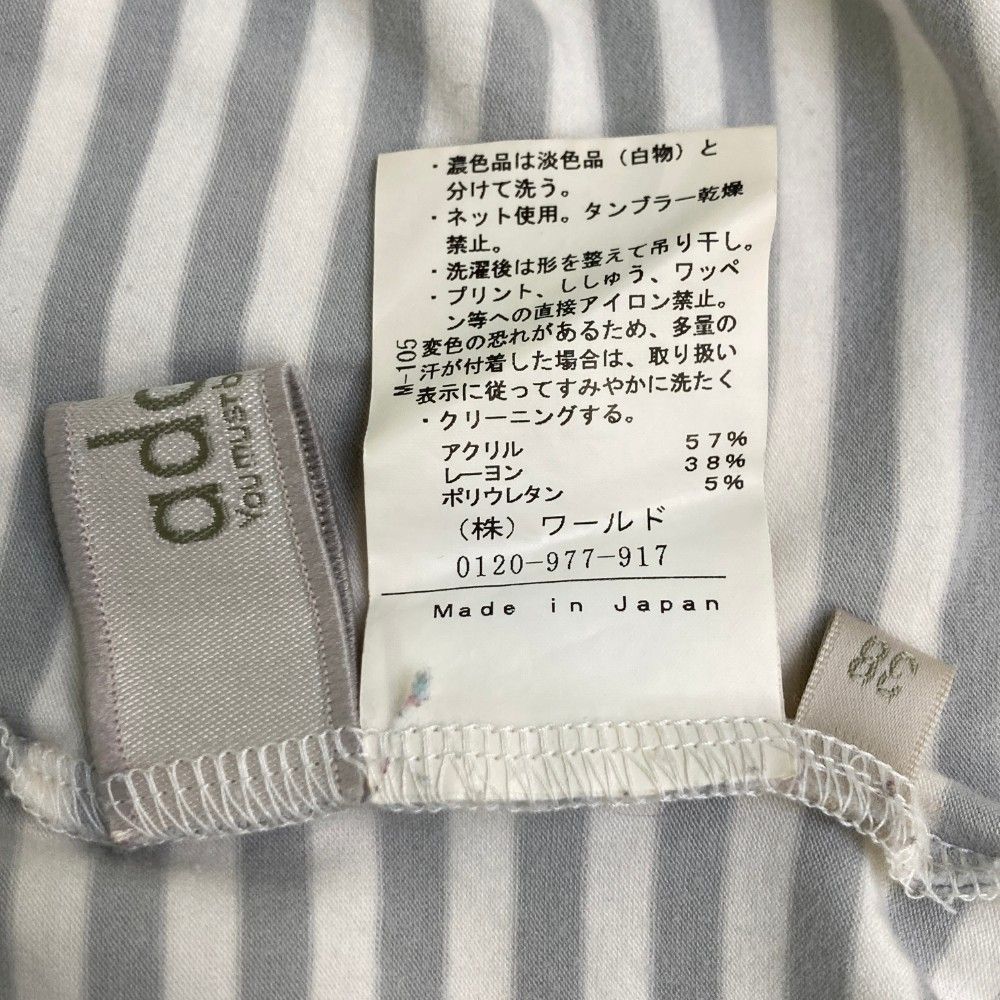 ・濃色品は淡色品（白物）と
分けて洗う。
・ネット使用。タンブラー乾燥
禁止。
・洗濯後は形を整えて吊り干し。
・プリント、ししゅう、ワッペ
ン等への直接アイロン禁止。
変色の恐れがあるため、多量の
汗が付着した場合は、取り扱い
表示に従ってすみやかに洗たく
・クリーニングする。
アクリル 57%
レーヨン 38%
ポリウレタン 5%
（株）ワールド
0120-977-917
Made in Japan
M-105
You must
38